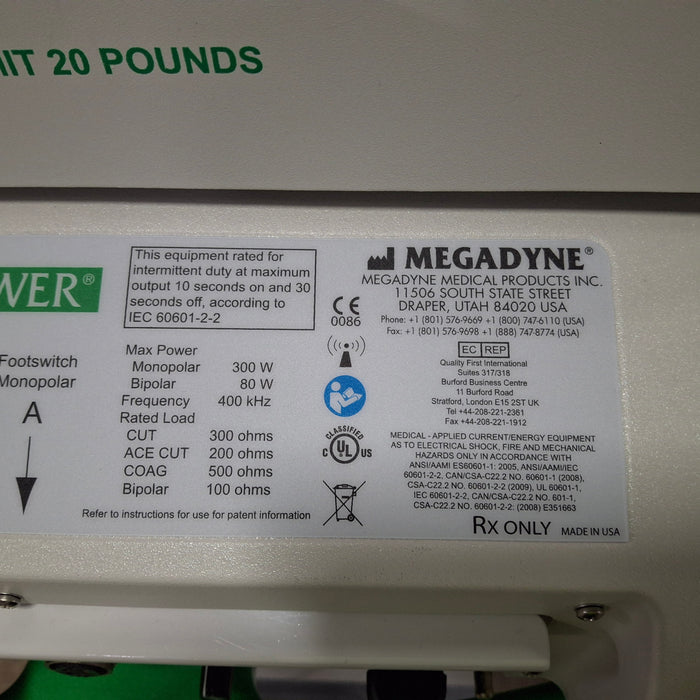 20 POUNDS
This equipment rated for
intermittent duty at maximum
output 10 seconds on and 30
seconds off, according to
IEC 60601-2-2
Footswitch
Monopolar
A
Max Power
Monopolar 300 W
Bipolar 80 W
Frequency 400 kHz
Rated Load
CUT 300 ohms
ACE CUT 200 ohms
COAG 500 ohms
Bipolar 100 ohms
Refer to instructions for use for patent information
CE
0086
CLASSIFIED
C UL US
MEGADYNE®
MEGADYNE MEDICAL PRODUCTS INC.
11506 SOUTH STATE STREET
DRAPER, UTAH 84020 USA
Phone: +1 (801) 576-9669 +1 (800) 747-6110 (USA)
Fax: +1 (801) 576-9698 +1 (888) 747-8774 (USA)
EC REP
Quality First International
Suites 317/318
Burford Business Centre
11 Burford Road
Stratford, London E15 2ST UK
Tel +44-208-221-2361
Fax +44-208-221-1912
MEDICAL - APPLIED CURRENT/ENERGY EQUIPMENT
AS TO ELECTRICAL SHOCK, FIRE AND MECHANICAL
HAZARDS ONLY IN ACCORDANCE WITH
ANSI/AAMI ES60601-1: 2005, ANSI/AAMI/IEC
60601-2-2, CAN/CSA-C22.2 NO. 60601-1 (2008),
CSA-C22.2 NO. 60601-2-2 (2009), UL 60601-1,
IEC 60601-2-2, CAN/CSA-C22.2 NO. 601-1,
CSA-C22.2 NO. 60601-2-2: (2008) E351663
Rx ONLY MADE IN USA